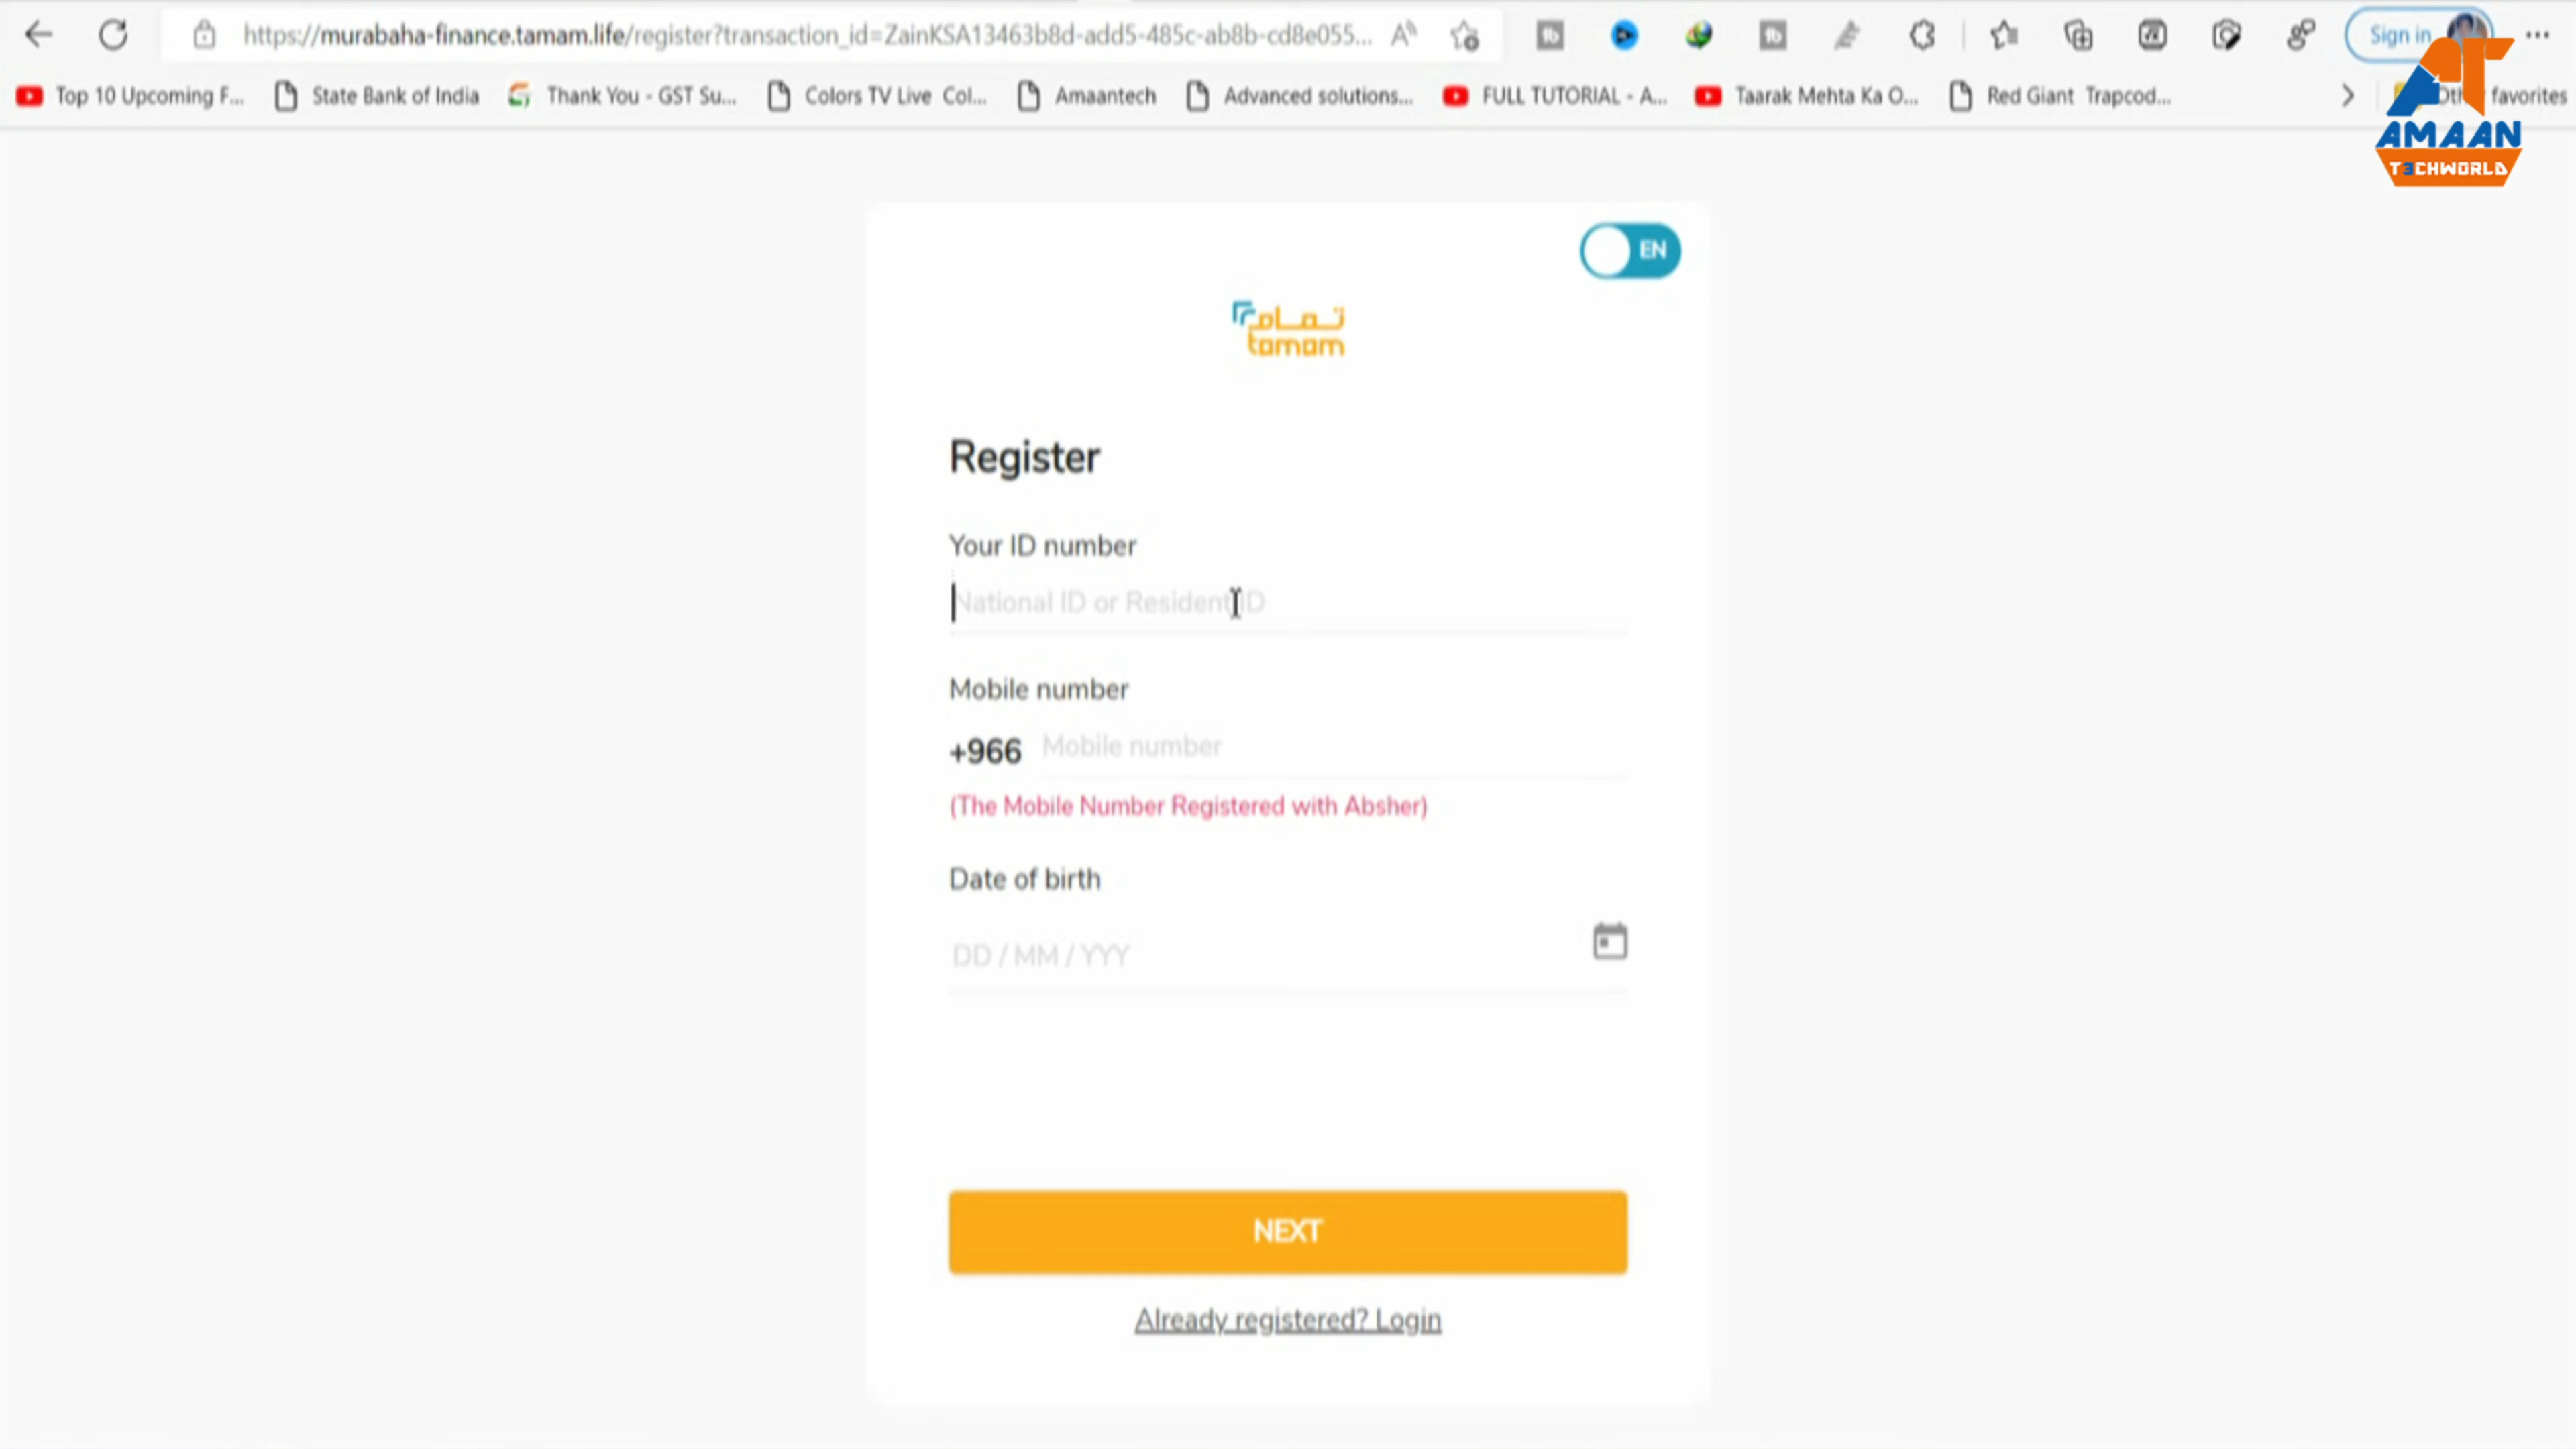 https://murabaha-finance.tamam.life/register?transaction_id=ZainKSA13463b8d-add5-485c-ab8b-cd8e055...
Sign in
Top 10 Upcoming F...
State Bank of India
Thank You - GST Su...
Colors TV Live Col...
Amaantech
Advanced solutions...
FULL TUTORIAL - A...
Taarak Mehta Ka O...
Red Giant Trapcod...
favorites
AT
AMAAN
T3CHWORLD
EN
تمام
tamam
Register
Your ID number
National ID or Resident ID
Mobile number
+966 Mobile number
(The Mobile Number Registered with Absher)
Date of birth
DD / MM / YYY
NEXT
Already registered? Login